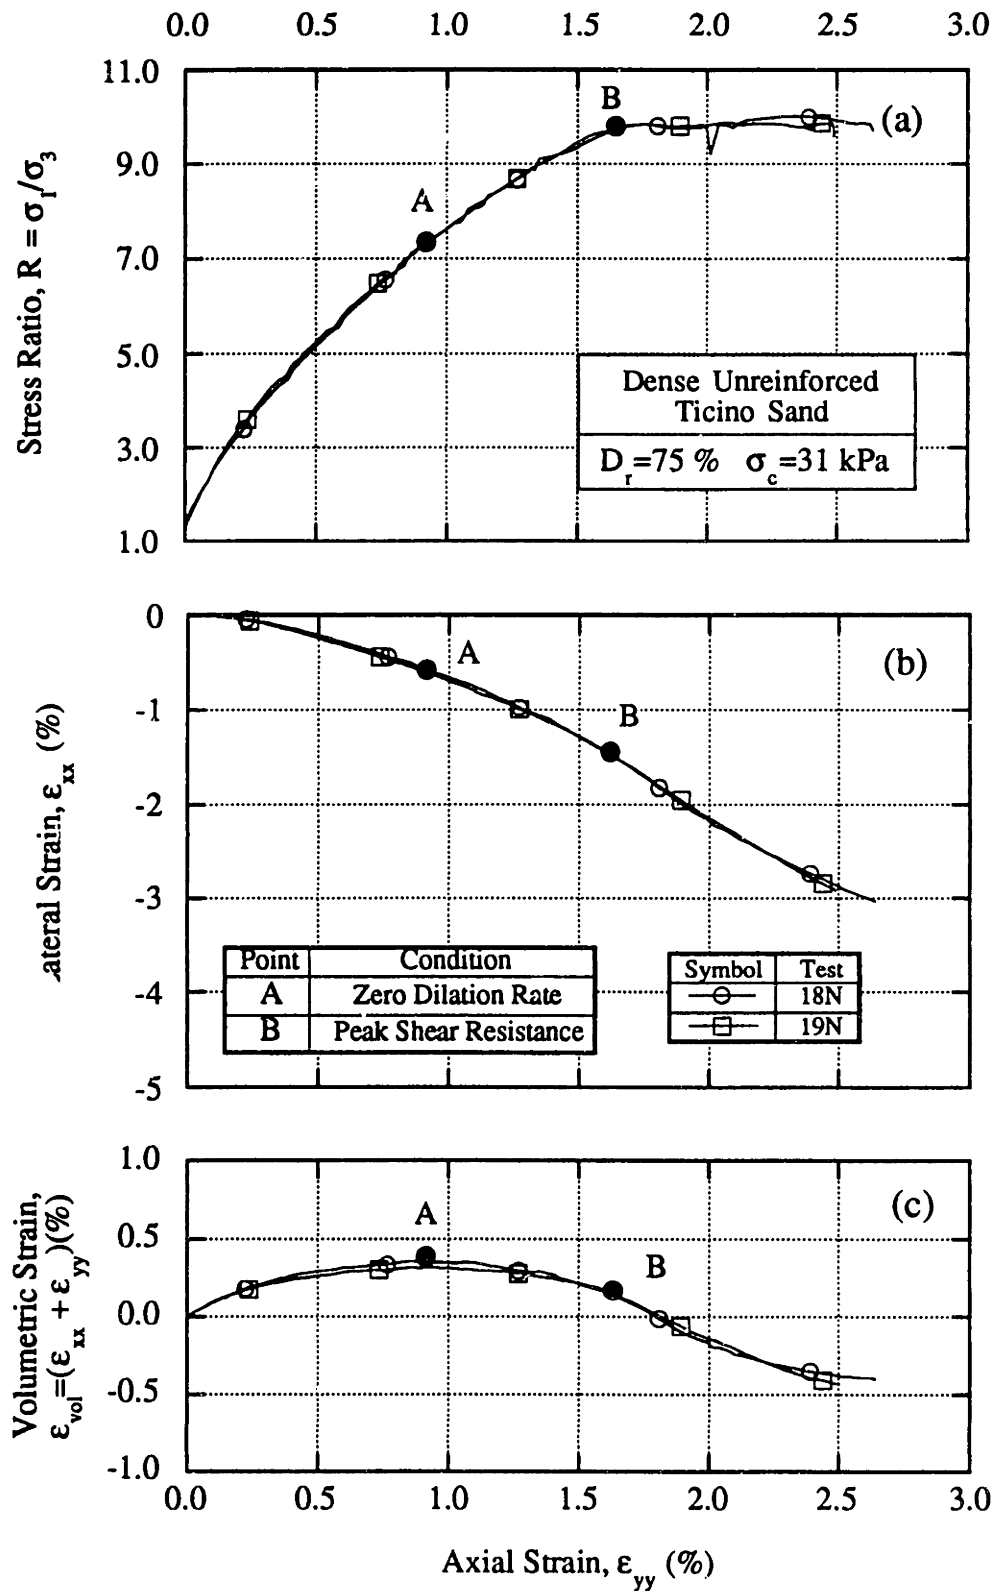 0.0 0.5 1.0 1.5 2.0 2.5 3.0
11.0
9.0
7.0
5.0
3.0
1.0
Stress Ratio, R = σ1/σ3
A
B
(a)
Dense Unreinforced
Ticino Sand
Dr=75 % σc=31 kPa
0
-1
-2
-3
-4
-5
ateral Strain, εxx (%)
A
B
(b)
Point Condition
A Zero Dilation Rate
B Peak Shear Resistance
Symbol Test
18N
19N
1.0
0.5
0.0
-0.5
-1.0
Volumetric Strain,
εvol=(εxx + εyy)(%)
A
B
(c)
0.0 0.5 1.0 1.5 2.0 2.5 3.0
Axial Strain, εyy (%)